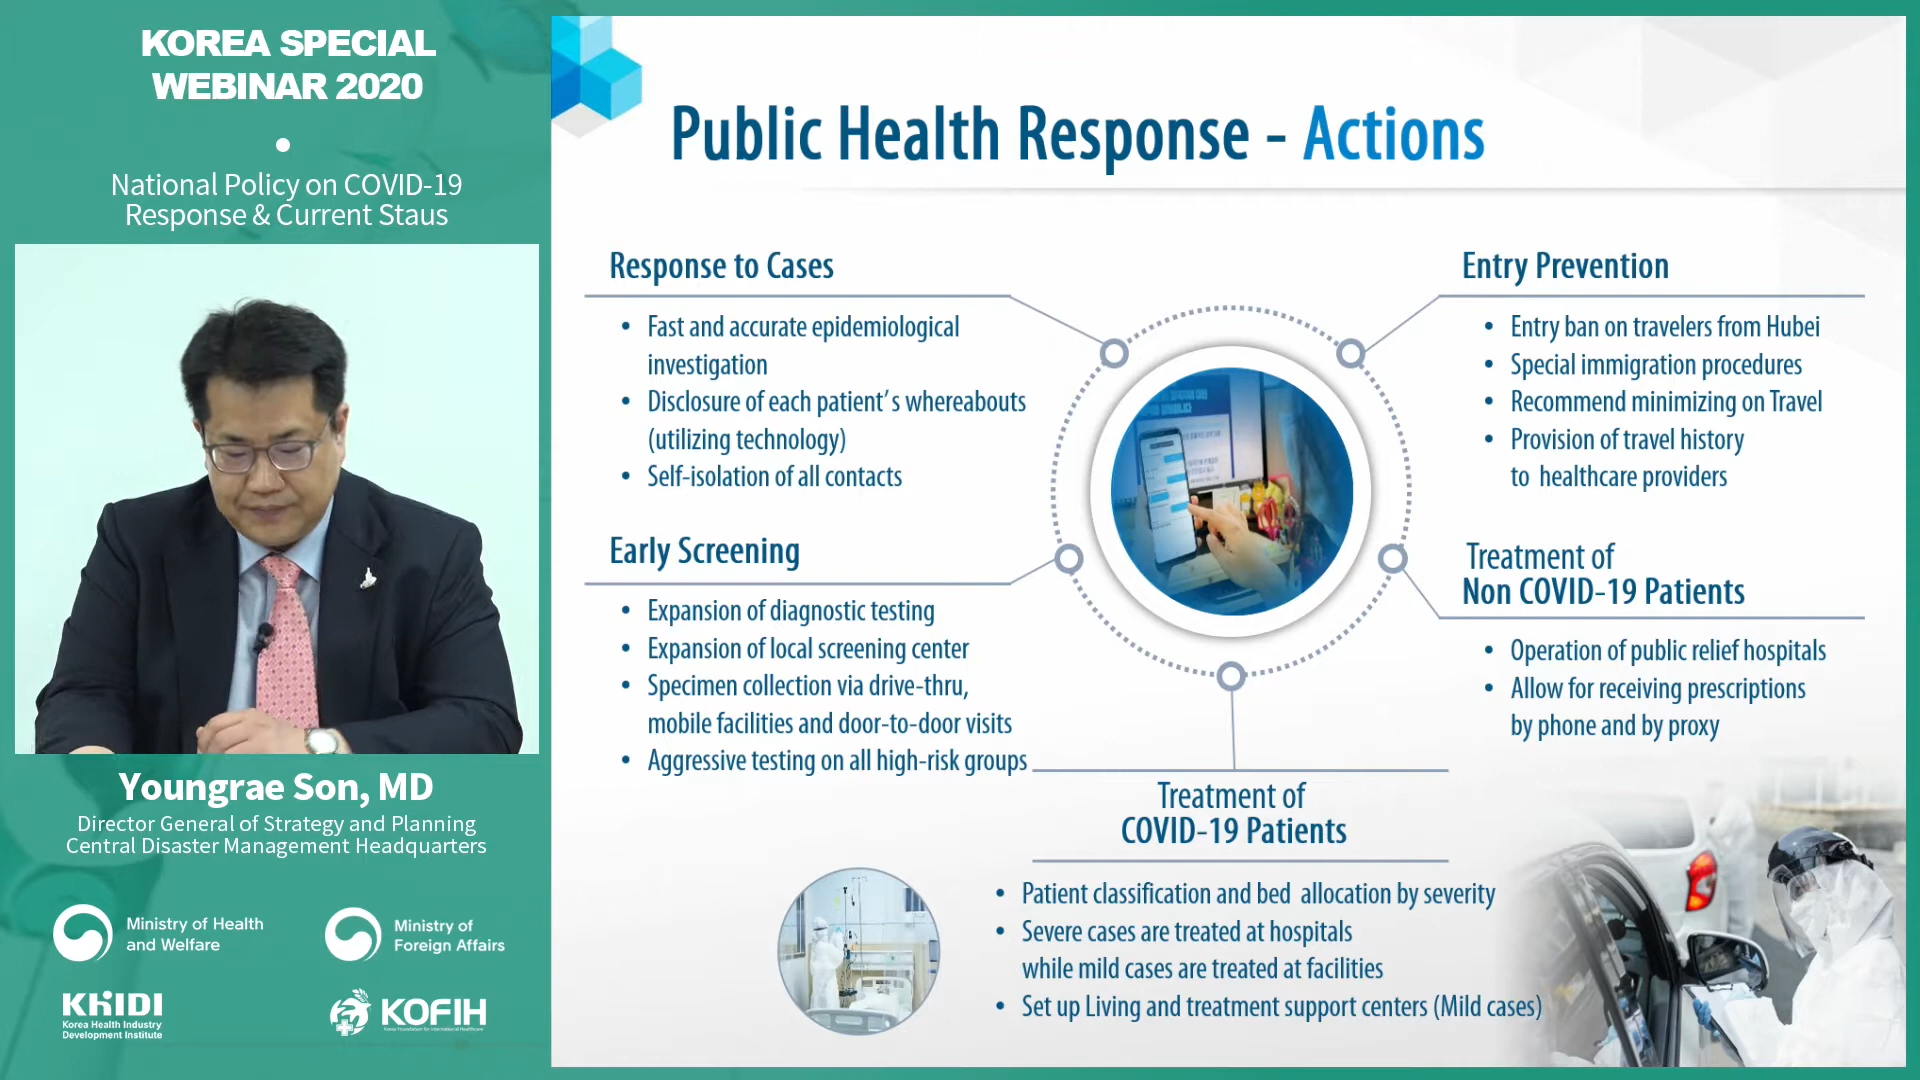 KOREA SPECIAL
WEBINAR 2020
National Policy on COVID-19
Response & Current Staus
Youngrae Son, MD
Director General of Strategy and Planning
Central Disaster Management Headquarters
Ministry of Health
and Welfare
Ministry of
Foreign Affairs
KHIDI
Korea Health Industry
Development Institute
KOFIH
Korea Foundation for International Healthcare
Public Health Response - Actions
Response to Cases
• Fast and accurate epidemiological
investigation
• Disclosure of each patient's whereabouts
(utilizing technology)
• Self-isolation of all contacts
Early Screening
• Expansion of diagnostic testing
• Expansion of local screening center
• Specimen collection via drive-thru,
mobile facilities and door-to-door visits
• Aggressive testing on all high-risk groups
Entry Prevention
• Entry ban on travelers from Hubei
• Special immigration procedures
• Recommend minimizing on Travel
• Provision of travel history
to healthcare providers
Treatment of
Non COVID-19 Patients
• Operation of public relief hospitals
• Allow for receiving prescriptions
by phone and by proxy
Treatment of
COVID-19 Patients
• Patient classification and bed allocation by severity
• Severe cases are treated at hospitals
while mild cases are treated at facilities
• Set up Living and treatment support centers (Mild cases)